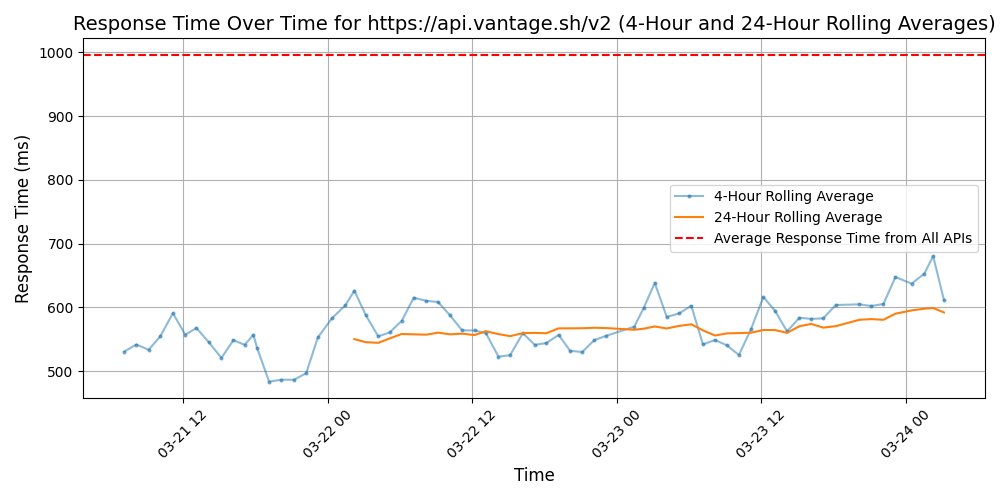 Response Time Over Time for https://api.vantage.sh/v2 (4-Hour and 24-Hour Rolling Averages)
Response Time (ms)
1000
900
800
700
600
500
4-Hour Rolling Average
24-Hour Rolling Average
Average Response Time from All APIs
03-21 12
03-22 00
03-22 12
03-23 00
03-23 12
03-24 00
Time